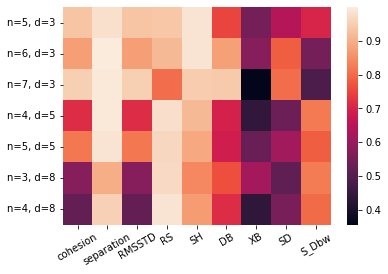 n=5, d=3
n=6, d=3
n=7, d=3
n=4, d=5
n=5, d=5
n=3, d=8
n=4, d=8
cohesion
separation
RMSSTD
RS
SH
DB
XB
SD
S_Dbw
0.9
0.8
0.7
0.6
0.5
0.4